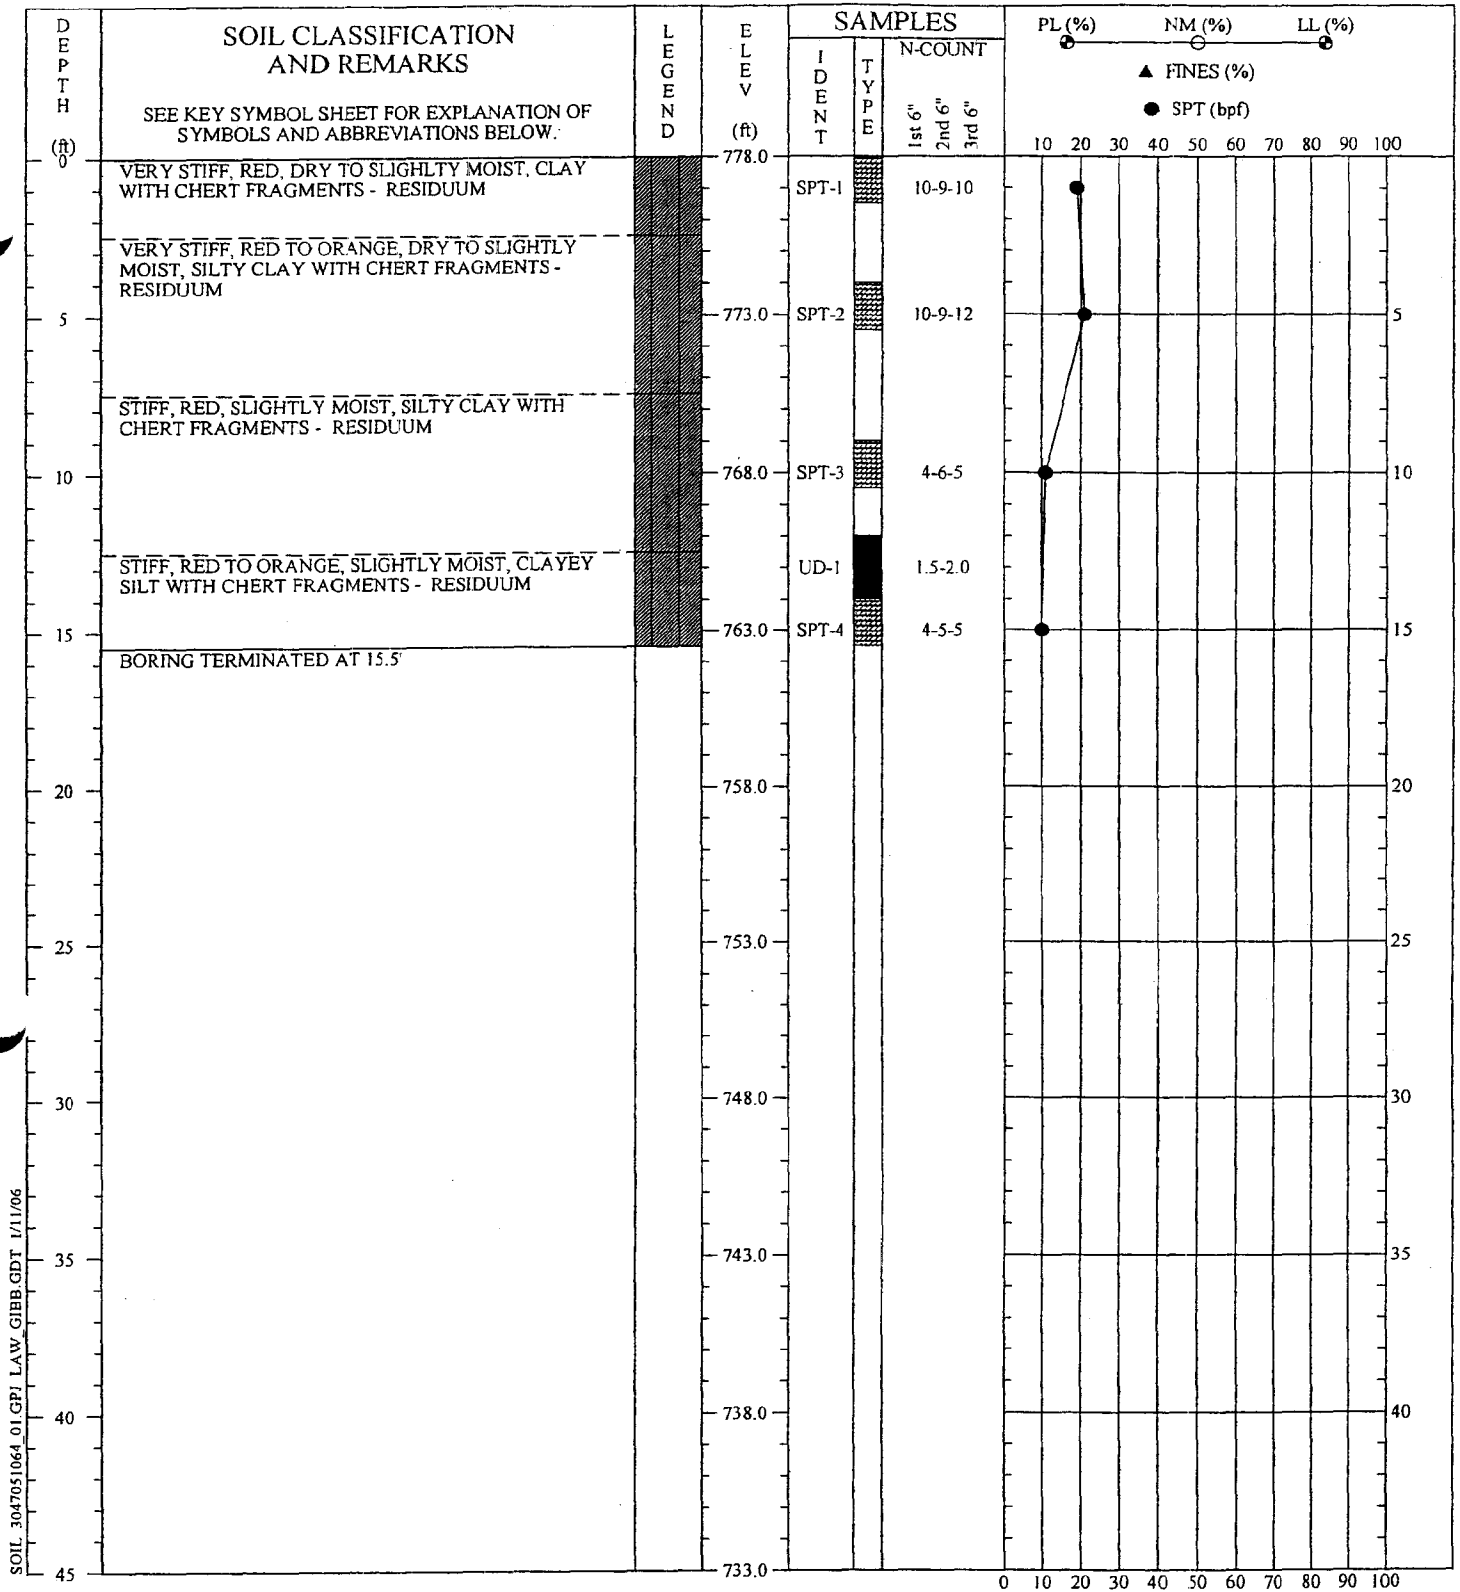 DEPTH
(ft)
SOIL CLASSIFICATION
AND REMARKS
SEE KEY SYMBOL SHEET FOR EXPLANATION OF
SYMBOLS AND ABBREVIATIONS BELOW.
LEGEND
ELEV
(ft)
SAMPLES
IDENT
TYPE
N-COUNT
1st 6"
2nd 6"
3rd 6"
PL (%) NM (%) LL (%)
▲ FINES (%)
● SPT (bpf)
10 20 30 40 50 60 70 80 90 100
0
VERY STIFF, RED, DRY TO SLIGHLTY MOIST, CLAY
WITH CHERT FRAGMENTS - RESIDUUM
778.0
SPT-1 10-9-10
VERY STIFF, RED TO ORANGE, DRY TO SLIGHTLY
MOIST, SILTY CLAY WITH CHERT FRAGMENTS -
RESIDUUM
5 773.0 SPT-2 10-9-12 5
STIFF, RED, SLIGHTLY MOIST, SILTY CLAY WITH
CHERT FRAGMENTS - RESIDUUM
10 768.0 SPT-3 4-6-5 10
STIFF, RED TO ORANGE, SLIGHTLY MOIST, CLAYEY
SILT WITH CHERT FRAGMENTS - RESIDUUM
UD-1 1.5-2.0
15 763.0 SPT-4 4-5-5 15
BORING TERMINATED AT 15.5'
20 758.0 20
25 753.0 25
30 748.0 30
35 743.0 35
40 738.0 40
45 733.0
0 10 20 30 40 50 60 70 80 90 100
SOIL 3047051064_01.GPJ LAW_GIBB.GDT 1/11/06